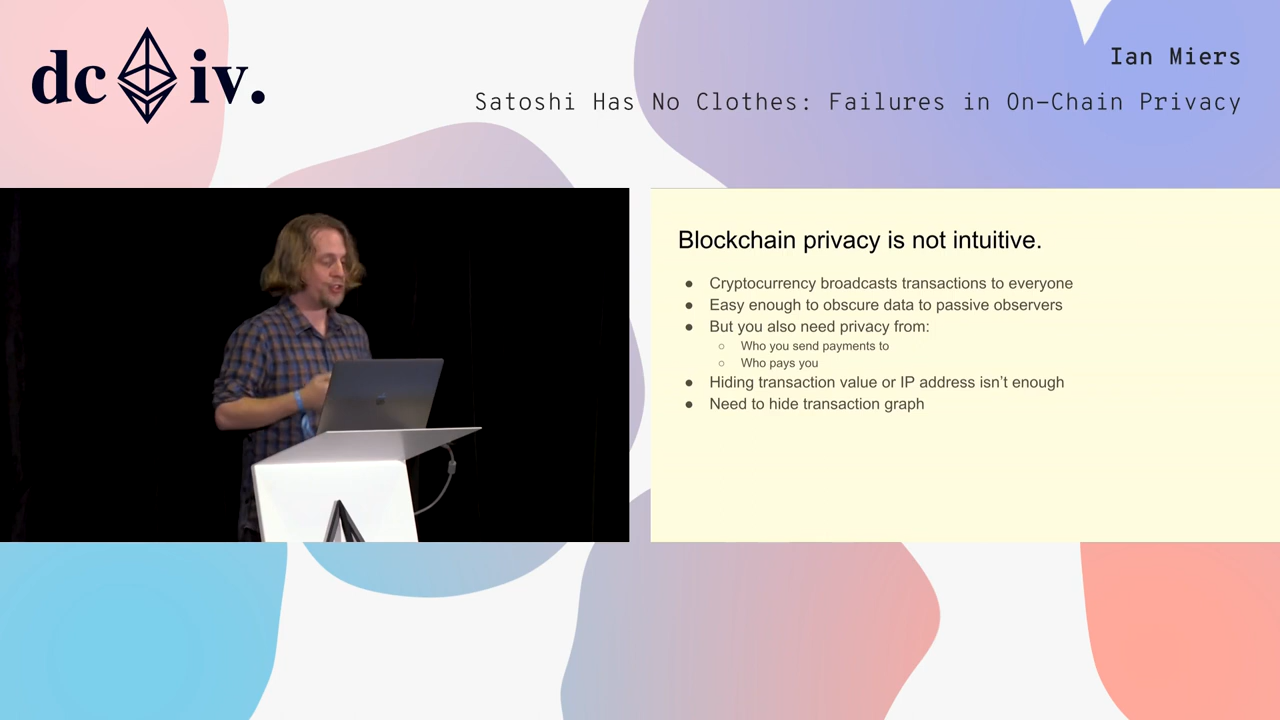 dc iv.
Ian Miers
Satoshi Has No Clothes: Failures in On-Chain Privacy
Blockchain privacy is not intuitive.
● Cryptocurrency broadcasts transactions to everyone
● Easy enough to obscure data to passive observers
● But you also need privacy from:
○ Who you send payments to
○ Who pays you
● Hiding transaction value or IP address isn't enough
● Need to hide transaction graph